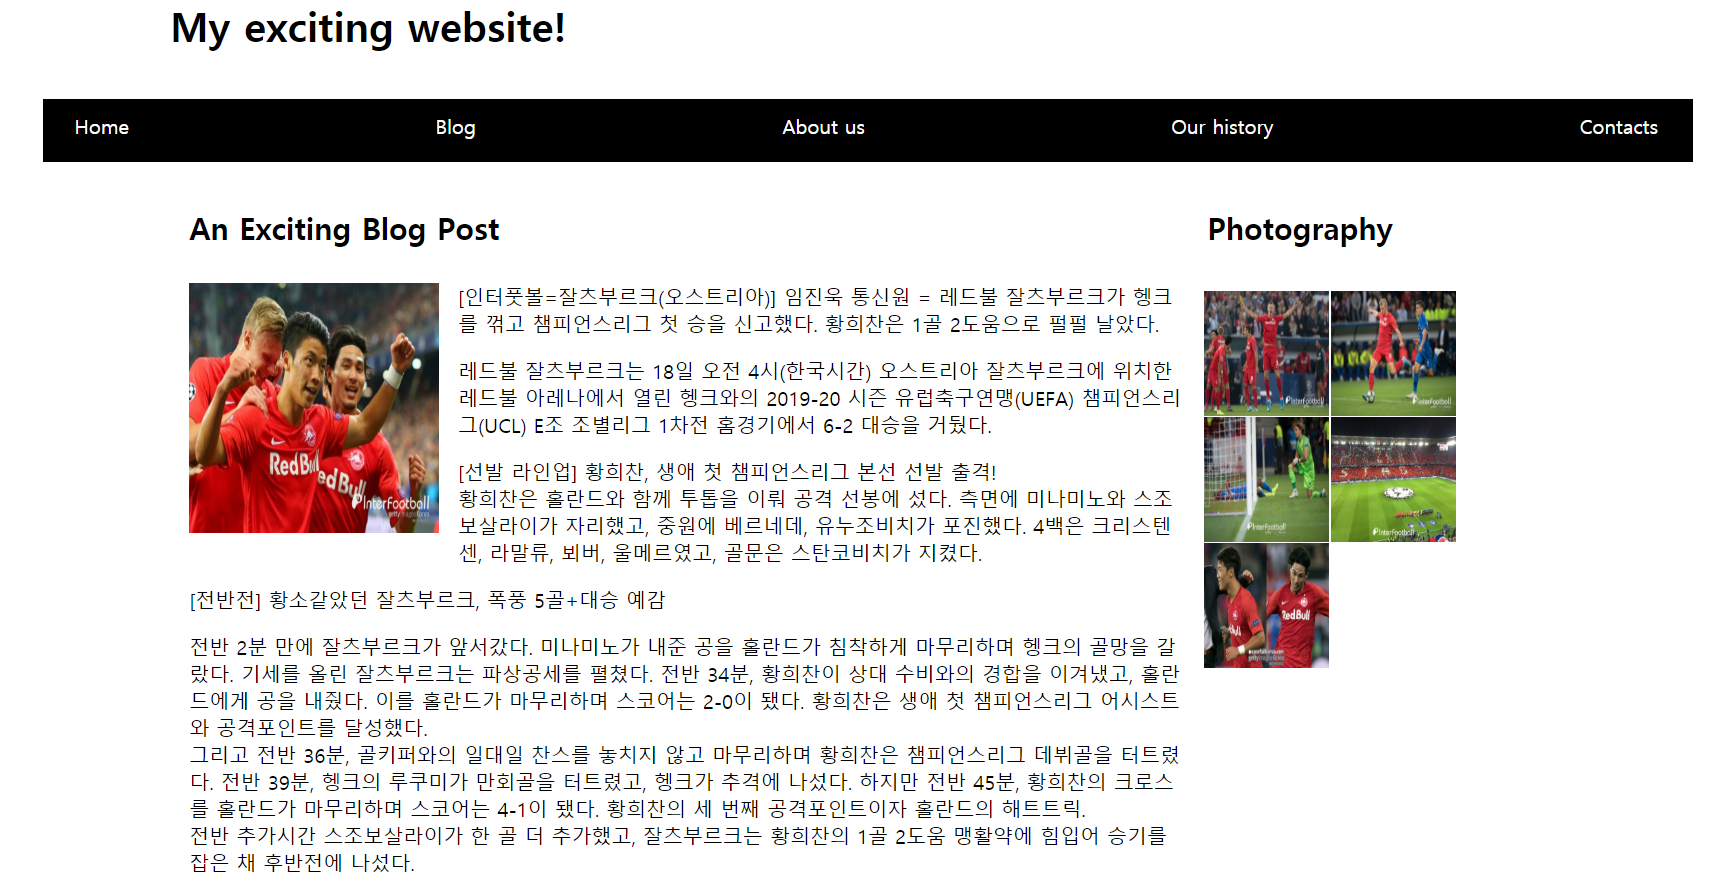 My exciting website!
Home Blog About us Our history Contacts
An Exciting Blog Post
[인터풋볼=잘츠부르크(오스트리아)] 임진욱 통신원 = 레드불 잘츠부르크가 헹크
를 꺾고 챔피언스리그 첫 승을 신고했다. 황희찬은 1골 2도움으로 펄펄 날았다.
레드불 잘츠부르크는 18일 오전 4시(한국시간) 오스트리아 잘츠부르크에 위치한
레드불 아레나에서 열린 헹크와의 2019-20 시즌 유럽축구연맹(UEFA) 챔피언스리
그(UCL) E조 조별리그 1차전 홈경기에서 6-2 대승을 거뒀다.
[선발 라인업] 황희찬, 생애 첫 챔피언스리그 본선 선발 출격!
황희찬은 홀란드와 함께 투톱을 이뤄 공격 선봉에 섰다. 측면에 미나미노와 스조
보살라이가 자리했고, 중원에 베르네데, 유누조비치가 포진했다. 4백은 크리스텐
센, 라말류, 뵈버, 울메르였고, 골문은 스탄코비치가 지켰다.
RedBull
RedBull
InterFootball
gettyimagesKorea
[전반전] 황소같았던 잘츠부르크, 폭풍 5골+대승 예감
전반 2분 만에 잘츠부르크가 앞서갔다. 미나미노가 내준 공을 홀란드가 침착하게 마무리하며 헹크의 골망을 갈
랐다. 기세를 올린 잘츠부르크는 파상공세를 펼쳤다. 전반 34분, 황희찬이 상대 수비와의 경합을 이겨냈고, 홀란
드에게 공을 내줬다. 이를 홀란드가 마무리하며 스코어는 2-0이 됐다. 황희찬은 생애 첫 챔피언스리그 어시스트
와 공격포인트를 달성했다.
그리고 전반 36분, 골키퍼와의 일대일 찬스를 놓치지 않고 마무리하며 황희찬은 챔피언스리그 데뷔골을 터트렸
다. 전반 39분, 헹크의 루쿠미가 만회골을 터트렸고, 헹크가 추격에 나섰다. 하지만 전반 45분, 황희찬의 크로스
를 홀란드가 마무리하며 스코어는 4-1이 됐다. 황희찬의 세 번째 공격포인트이자 홀란드의 해트트릭.
전반 추가시간 스조보살라이가 한 골 더 추가했고, 잘츠부르크는 황희찬의 1골 2도움 맹활약에 힘입어 승기를
잡은 채 후반전에 나섰다.
Photography
InterFootball
InterFootball
InterFootball
InterFootball
RedBull